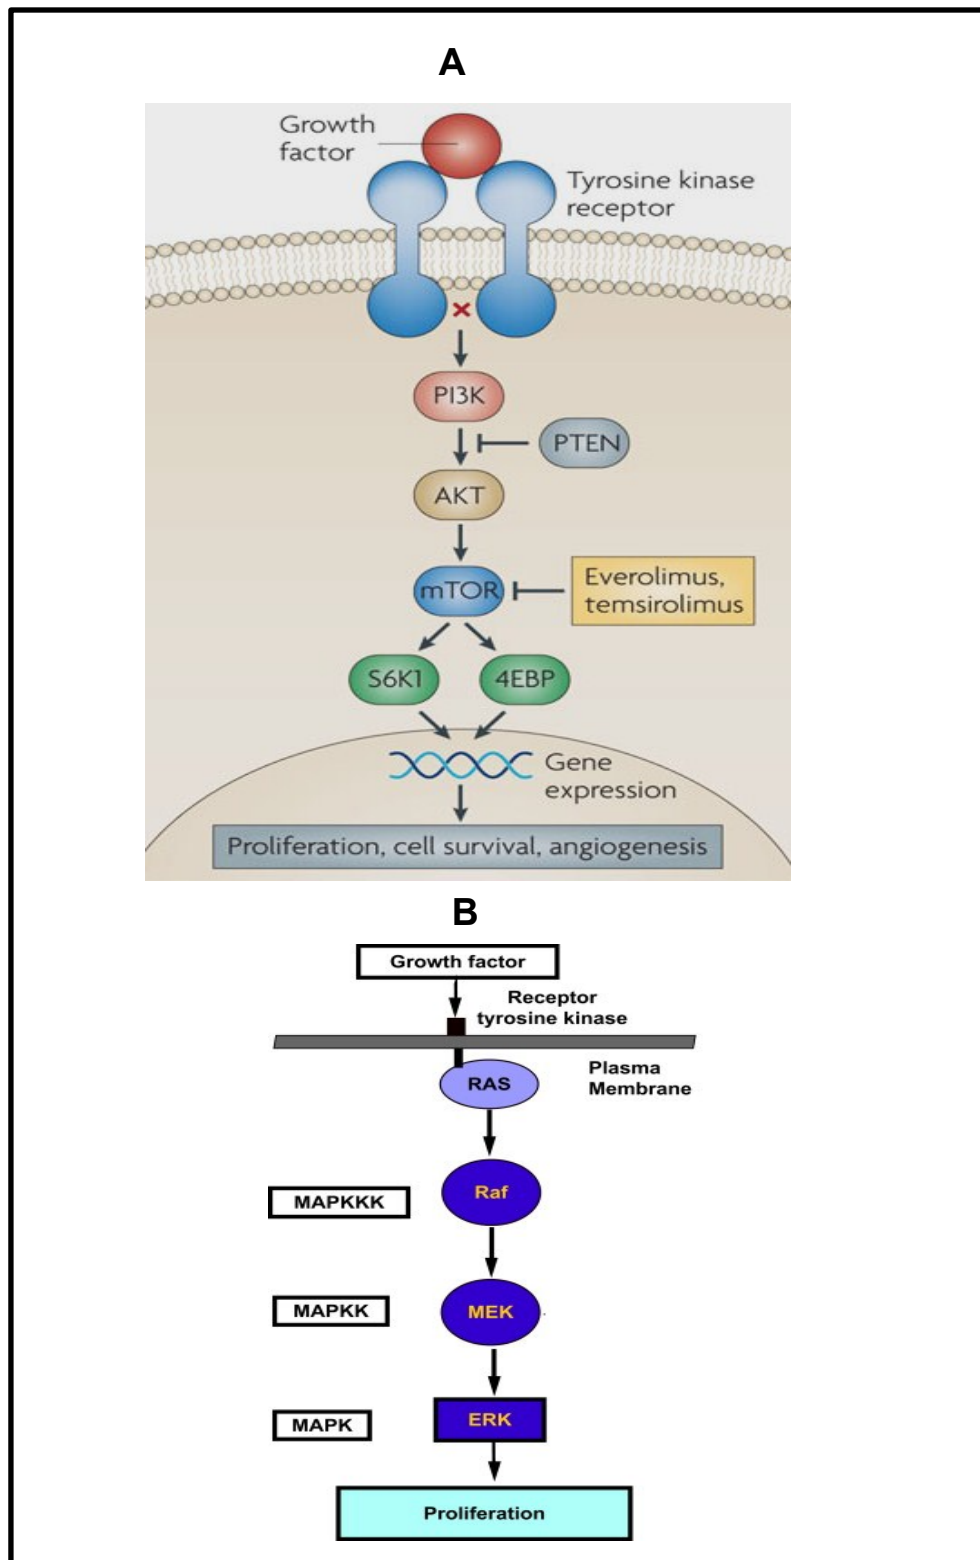 A
Growth
factor
Tyrosine kinase
receptor
PI3K
PTEN
AKT
mTOR
Everolimus,
temsirolimus
S6K1
4EBP
Gene
expression
Proliferation, cell survival, angiogenesis
B
Growth factor
Receptor
tyrosine kinase
Plasma
Membrane
RAS
MAPKKK
Raf
MAPKK
MEK
MAPK
ERK
Proliferation